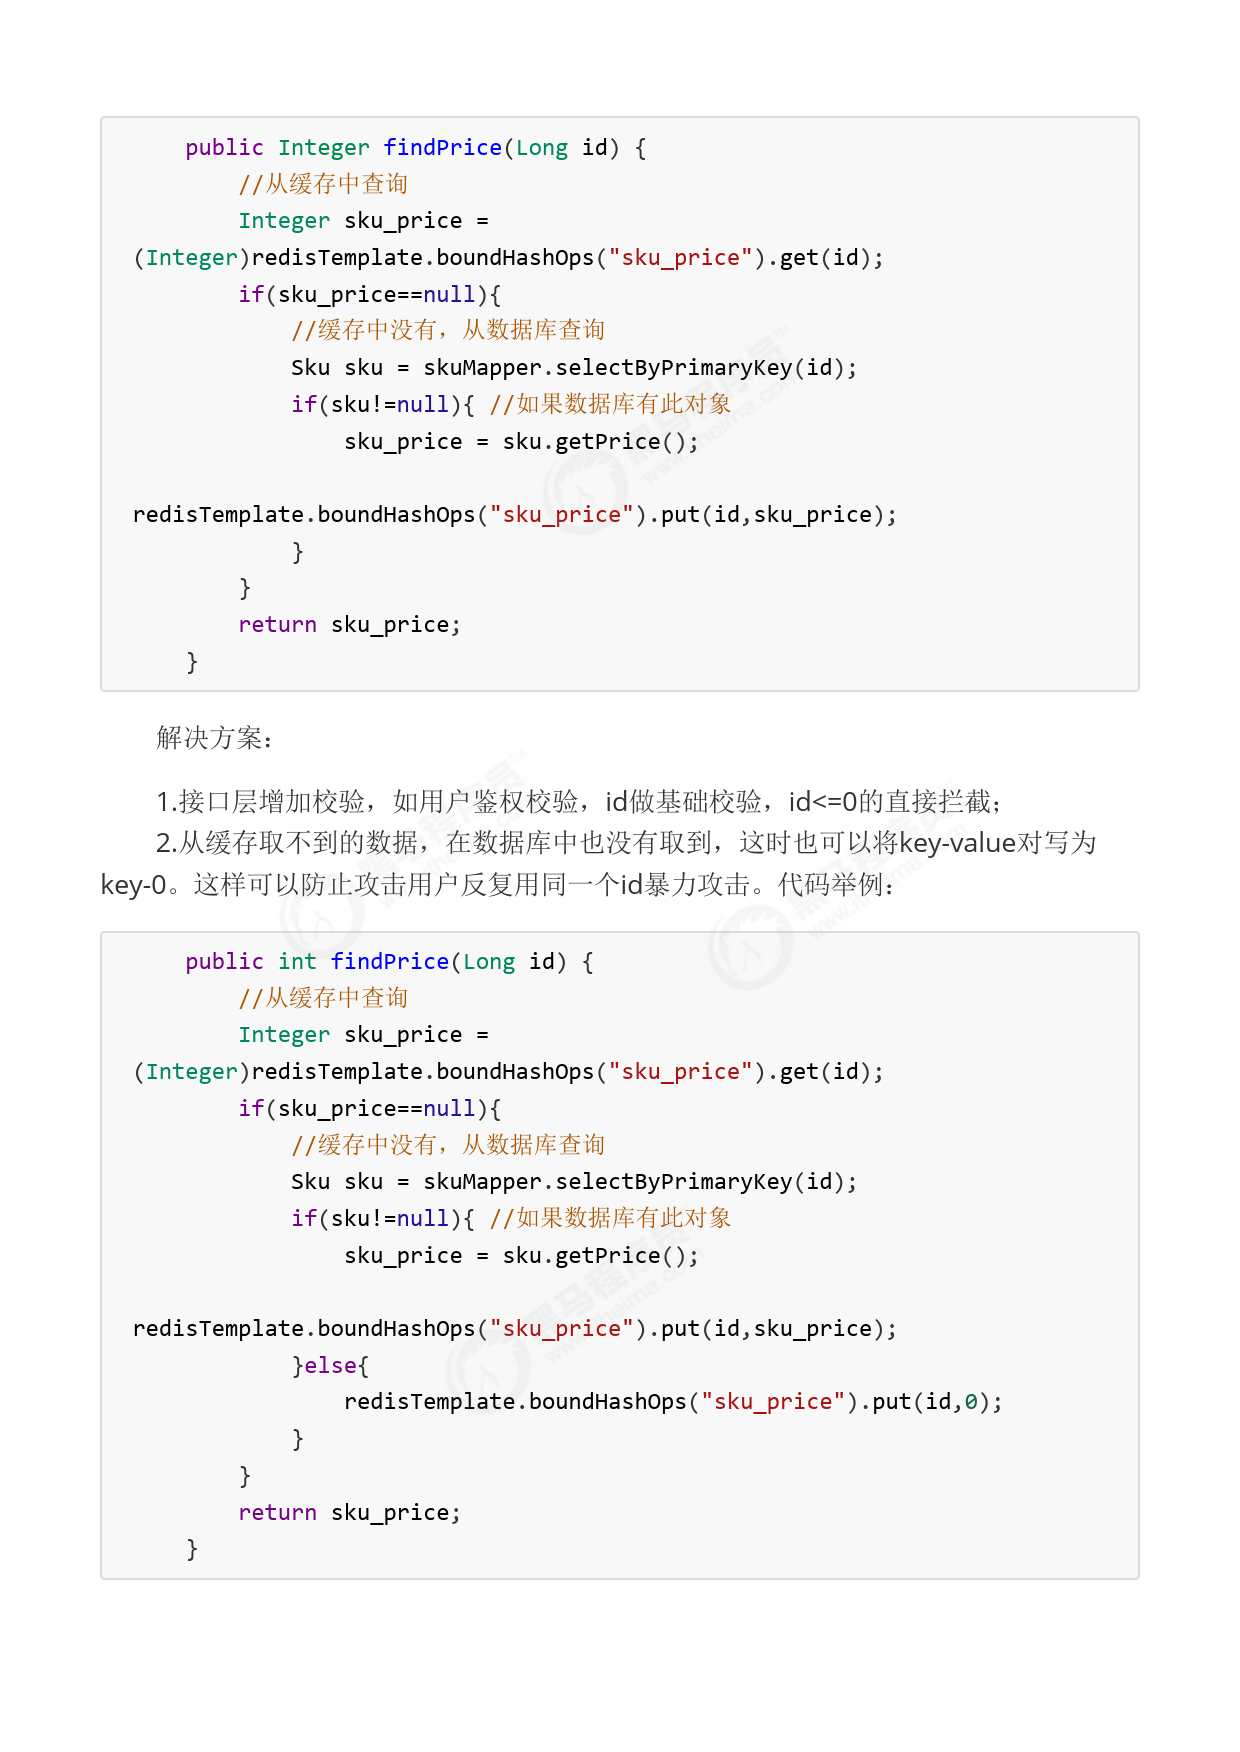 public Integer findPrice(Long id) {
//从缓存中查询
Integer sku_price =
(Integer)redisTemplate.boundHashOps("sku_price").get(id);
if(sku_price==null){
//缓存中没有，从数据库查询
Sku sku = skuMapper.selectByPrimaryKey(id);
if(sku!=null){ //如果数据库有此对象
sku_price = sku.getPrice();
redisTemplate.boundHashOps("sku_price").put(id,sku_price);
}
}
return sku_price;
}
解决方案：
1.接口层增加校验，如用户鉴权校验，id做基础校验，id<=0的直接拦截；
2.从缓存取不到的数据，在数据库中也没有取到，这时也可以将key-value对写为
key-0。这样可以防止攻击用户反复用同一个id暴力攻击。代码举例：
public int findPrice(Long id) {
//从缓存中查询
Integer sku_price =
(Integer)redisTemplate.boundHashOps("sku_price").get(id);
if(sku_price==null){
//缓存中没有，从数据库查询
Sku sku = skuMapper.selectByPrimaryKey(id);
if(sku!=null){ //如果数据库有此对象
sku_price = sku.getPrice();
redisTemplate.boundHashOps("sku_price").put(id,sku_price);
}else{
redisTemplate.boundHashOps("sku_price").put(id,0);
}
}
return sku_price;
}